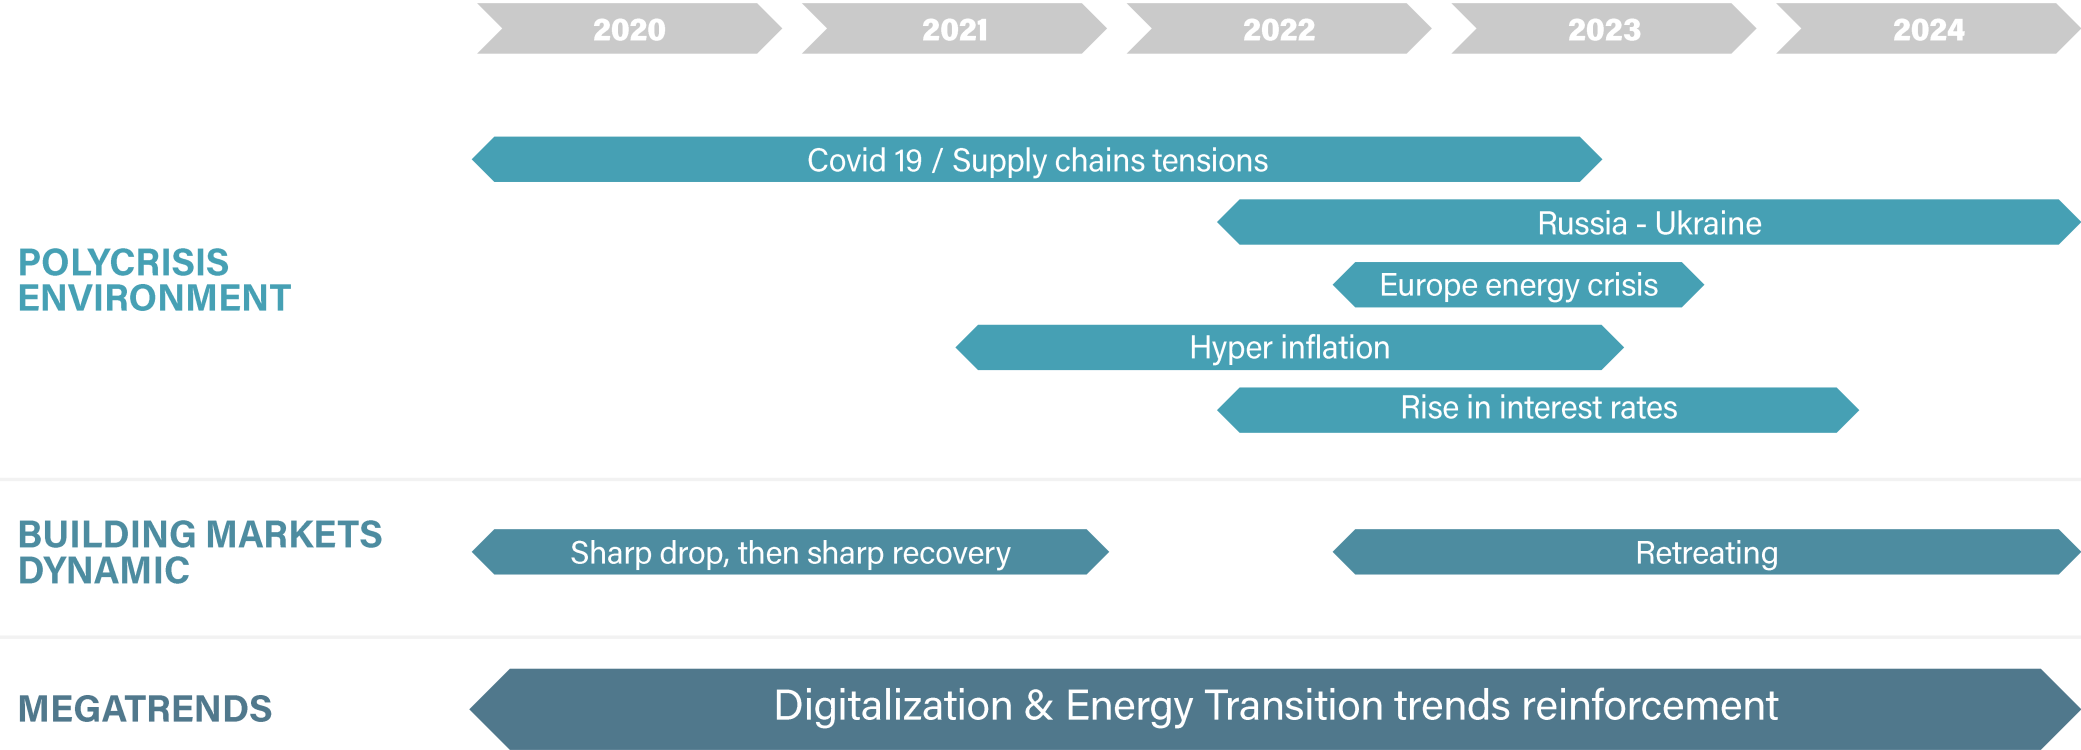 2020
2021
2022
2023
2024
POLYCRISIS
ENVIRONMENT
Covid 19 / Supply chains tensions
Russia - Ukraine
Europe energy crisis
Hyper inflation
Rise in interest rates
BUILDING MARKETS
DYNAMIC
Sharp drop, then sharp recovery
Retreating
MEGATRENDS
Digitalization & Energy Transition trends reinforcement